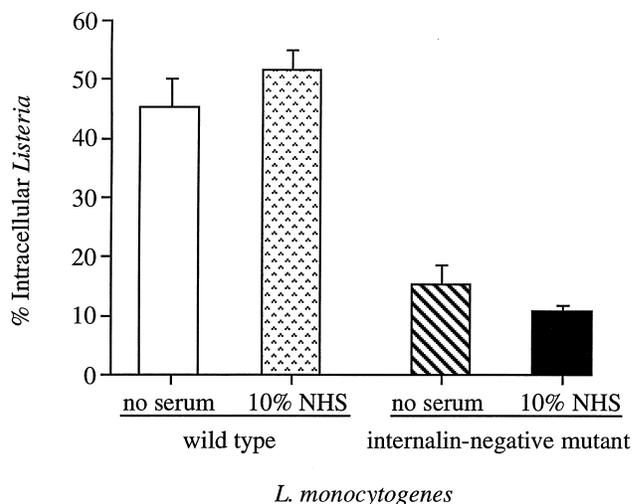 60
50
40
30
20
10
0
% Intracellular Listeria
no serum 10% NHS no serum 10% NHS
wild type internalin-negative mutant
L. monocytogenes